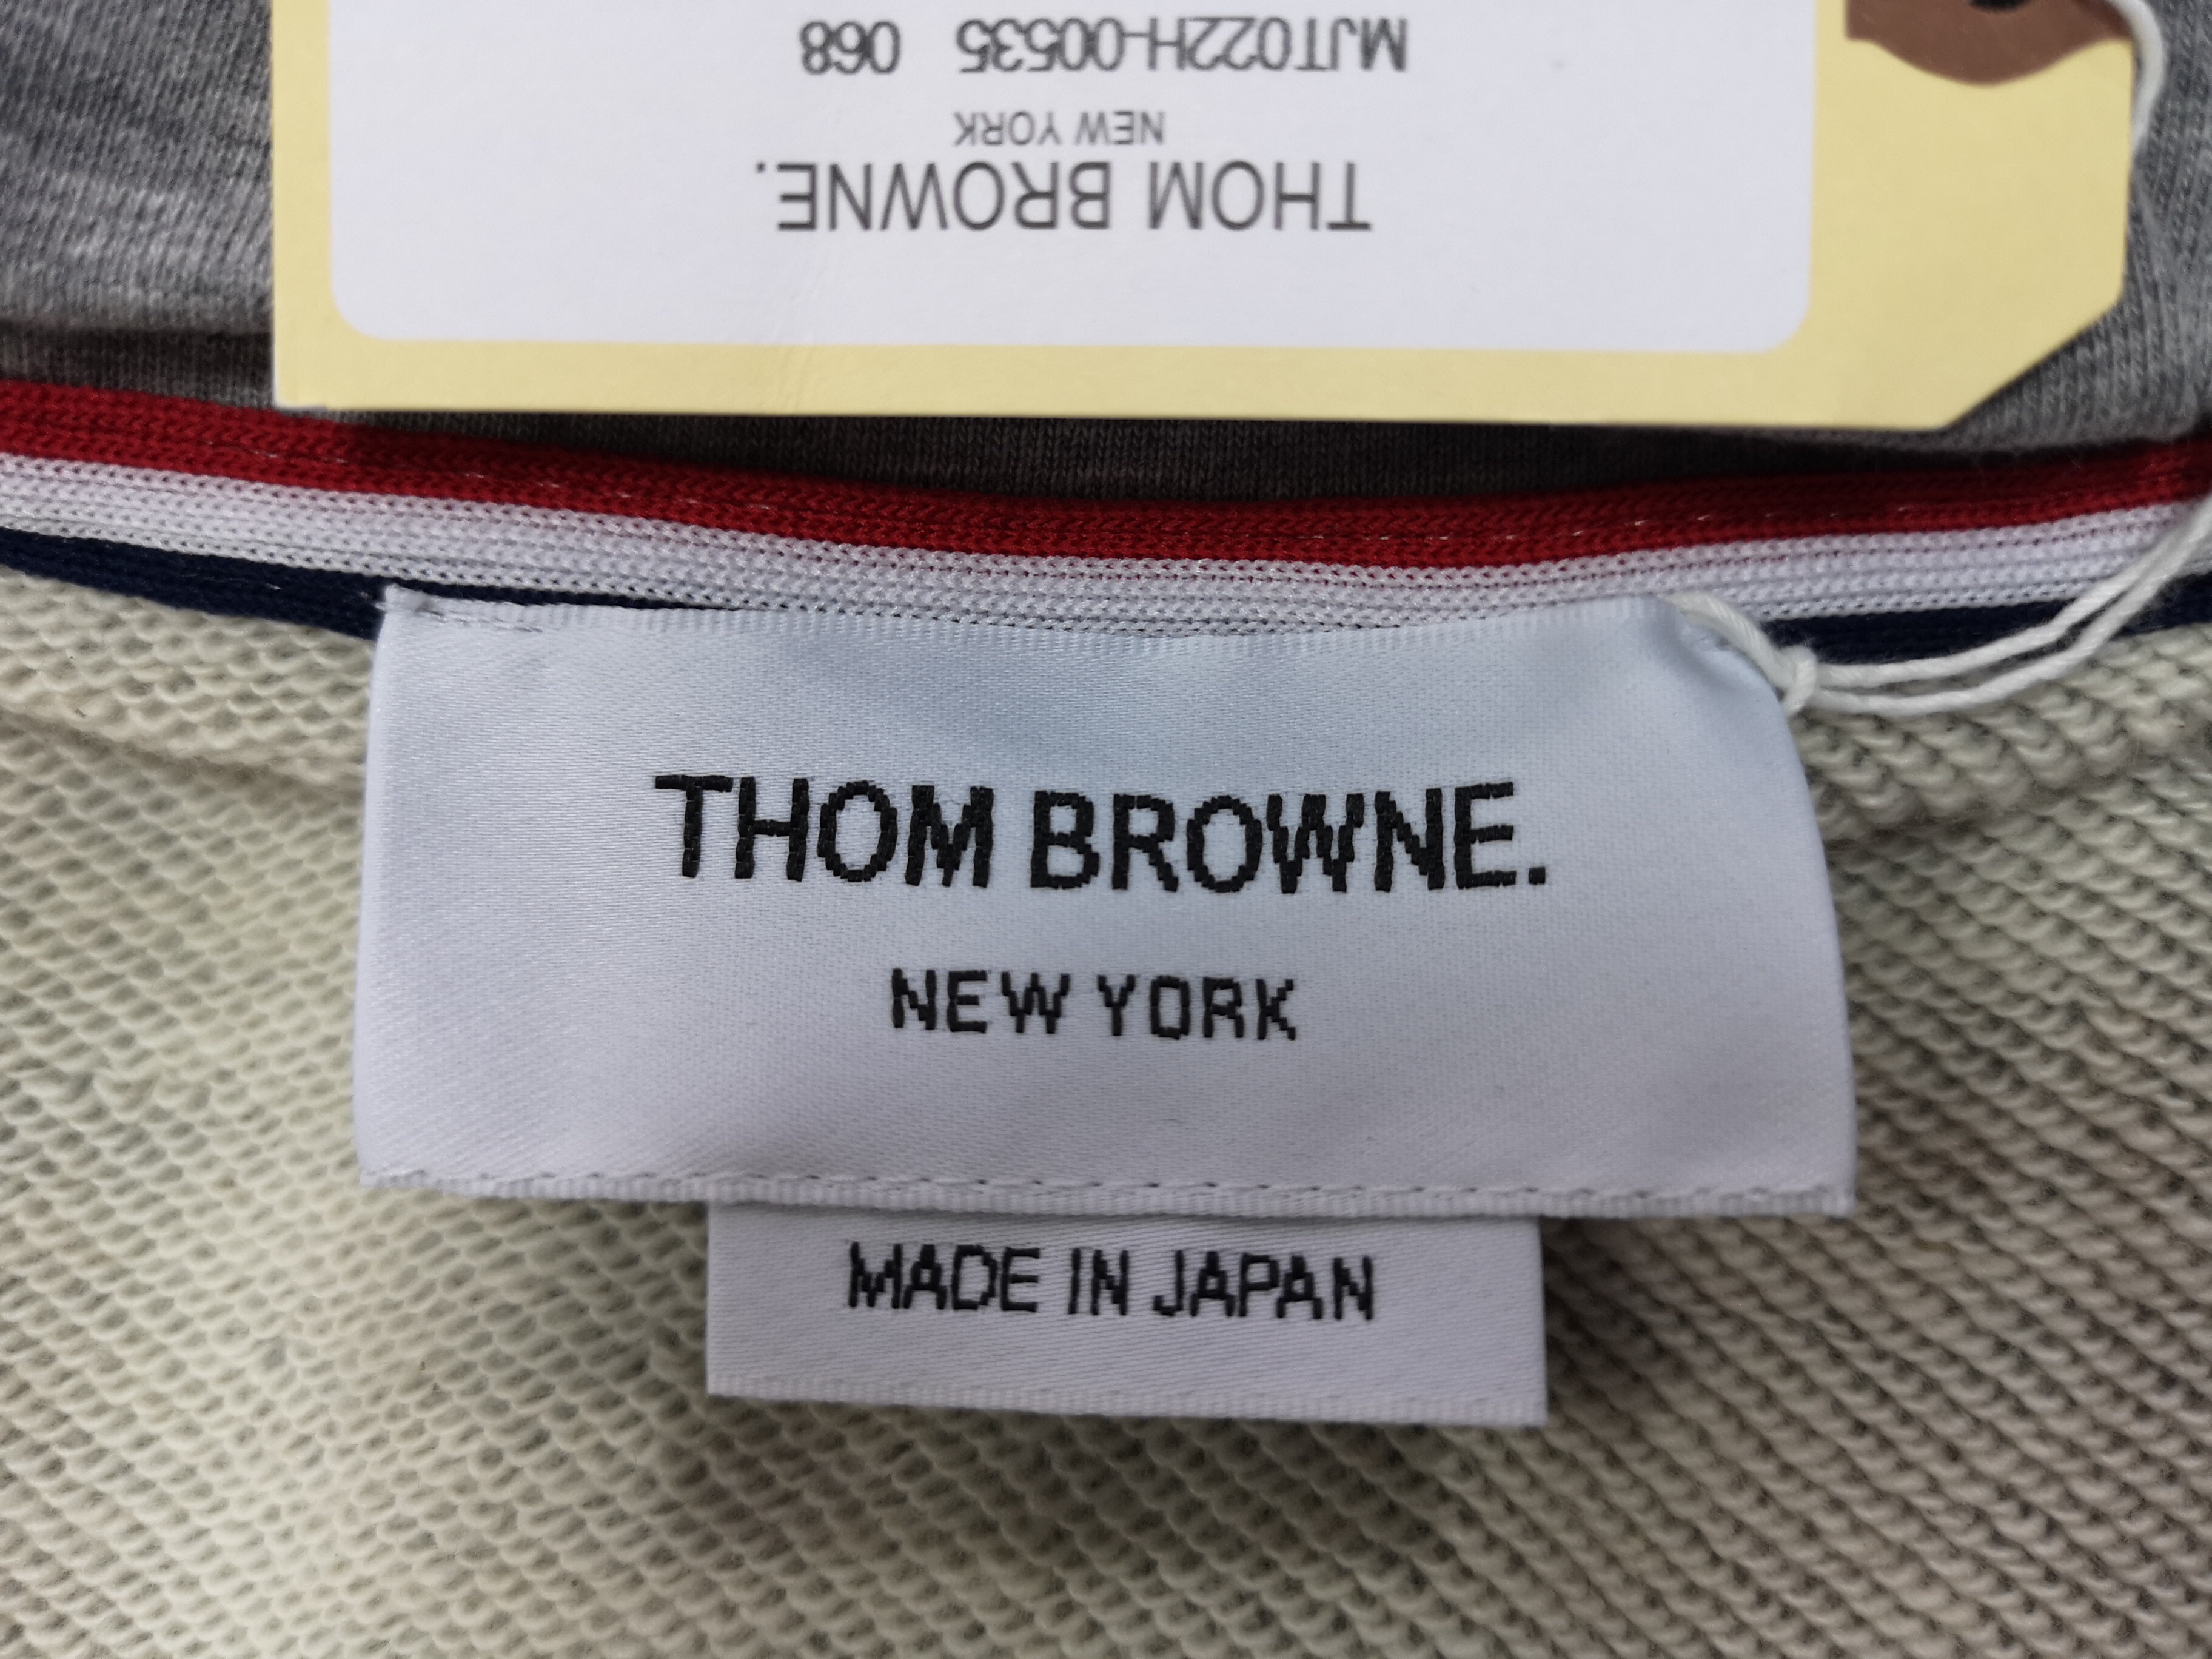 THOM BROWNE.
NEW YORK
MJT022H-00535 068
THOM BROWNE.
NEW YORK
MADE IN JAPAN